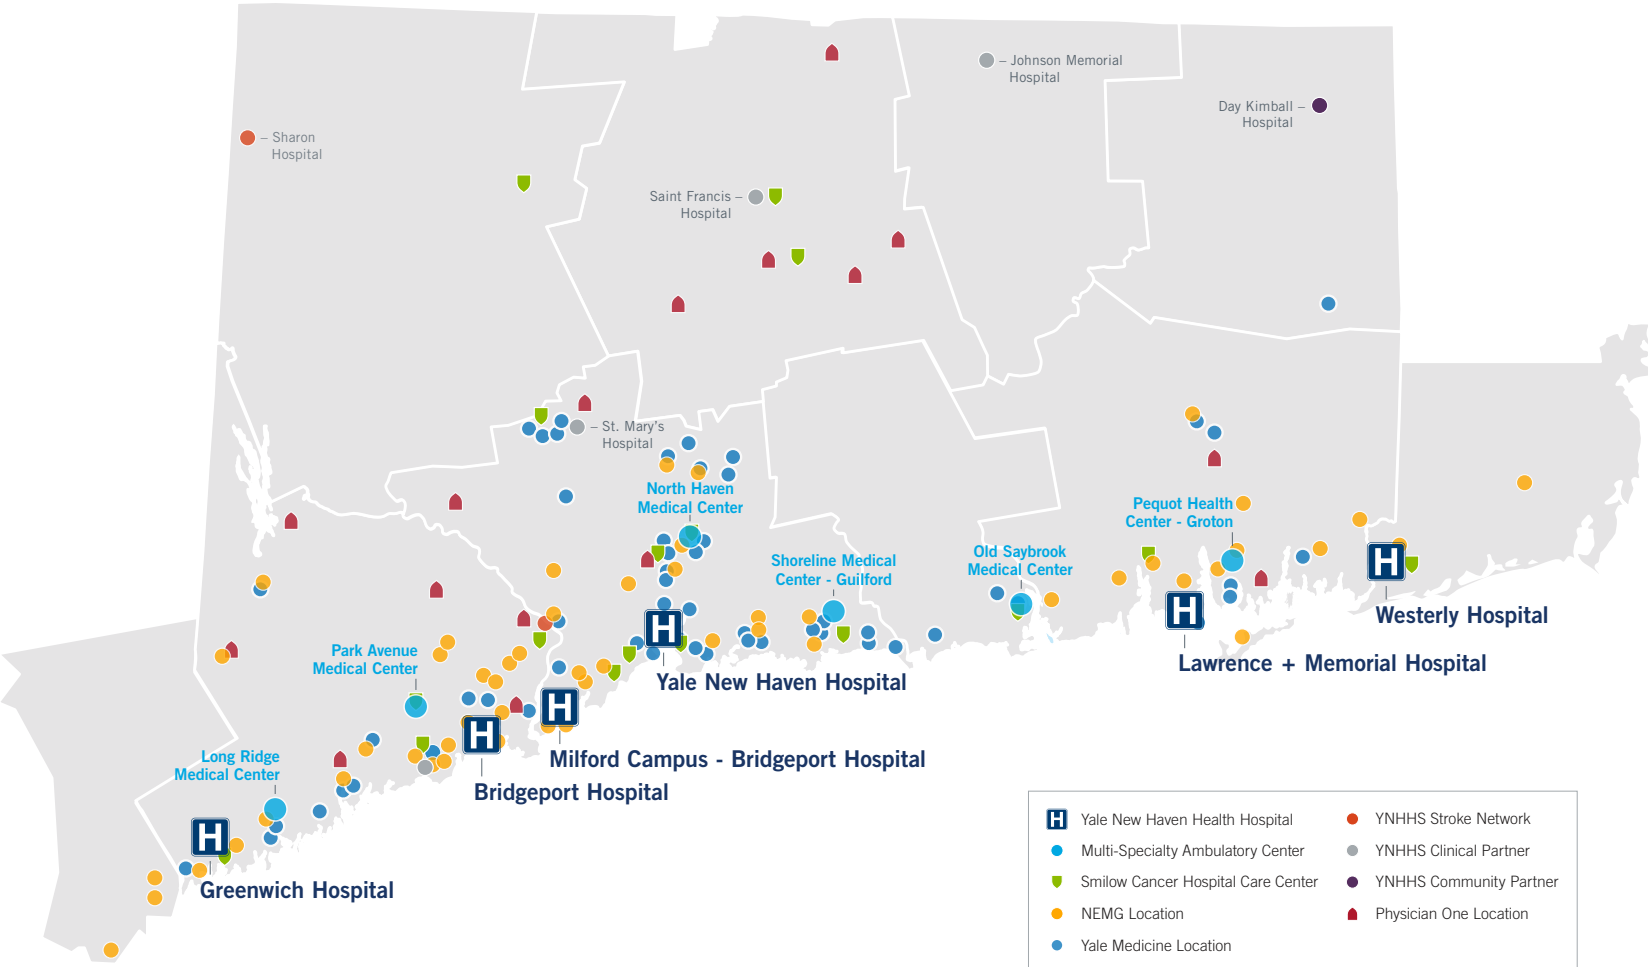 – Johnson Memorial
Hospital
Day Kimball –
Hospital
– Sharon
Hospital
Saint Francis –
Hospital
– St. Mary's
Hospital
North Haven
Medical Center
Pequot Health
Center - Groton
Shoreline Medical
Center - Guilford
Old Saybrook
Medical Center
H
Westerly Hospital
H
Lawrence + Memorial Hospital
H
Yale New Haven Hospital
Park Avenue
Medical Center
H
Milford Campus - Bridgeport Hospital
H
Bridgeport Hospital
Long Ridge
Medical Center
H
Greenwich Hospital
H Yale New Haven Health Hospital
Multi-Specialty Ambulatory Center
Smilow Cancer Hospital Care Center
NEMG Location
Yale Medicine Location
YNHHS Stroke Network
YNHHS Clinical Partner
YNHHS Community Partner
Physician One Location